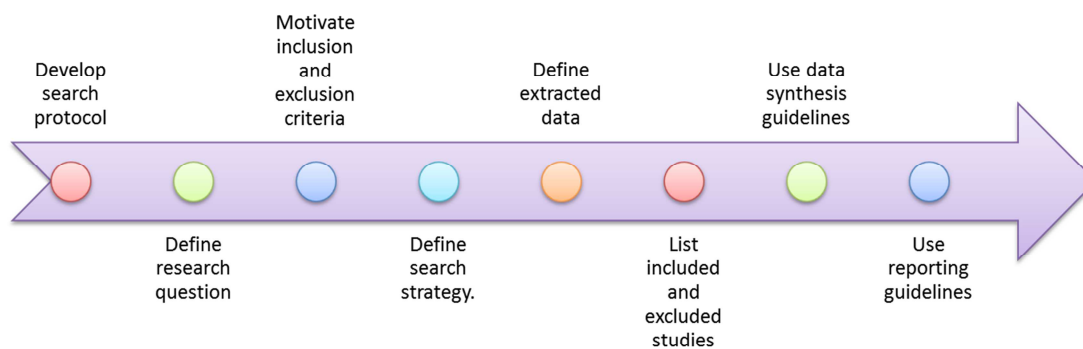 Develop
search
protocol
Define
research
question
Motivate
inclusion
and
exclusion
criteria
Define
search
strategy.
Define
extracted
data
List
included
and
excluded
studies
Use data
synthesis
guidelines
Use
reporting
guidelines